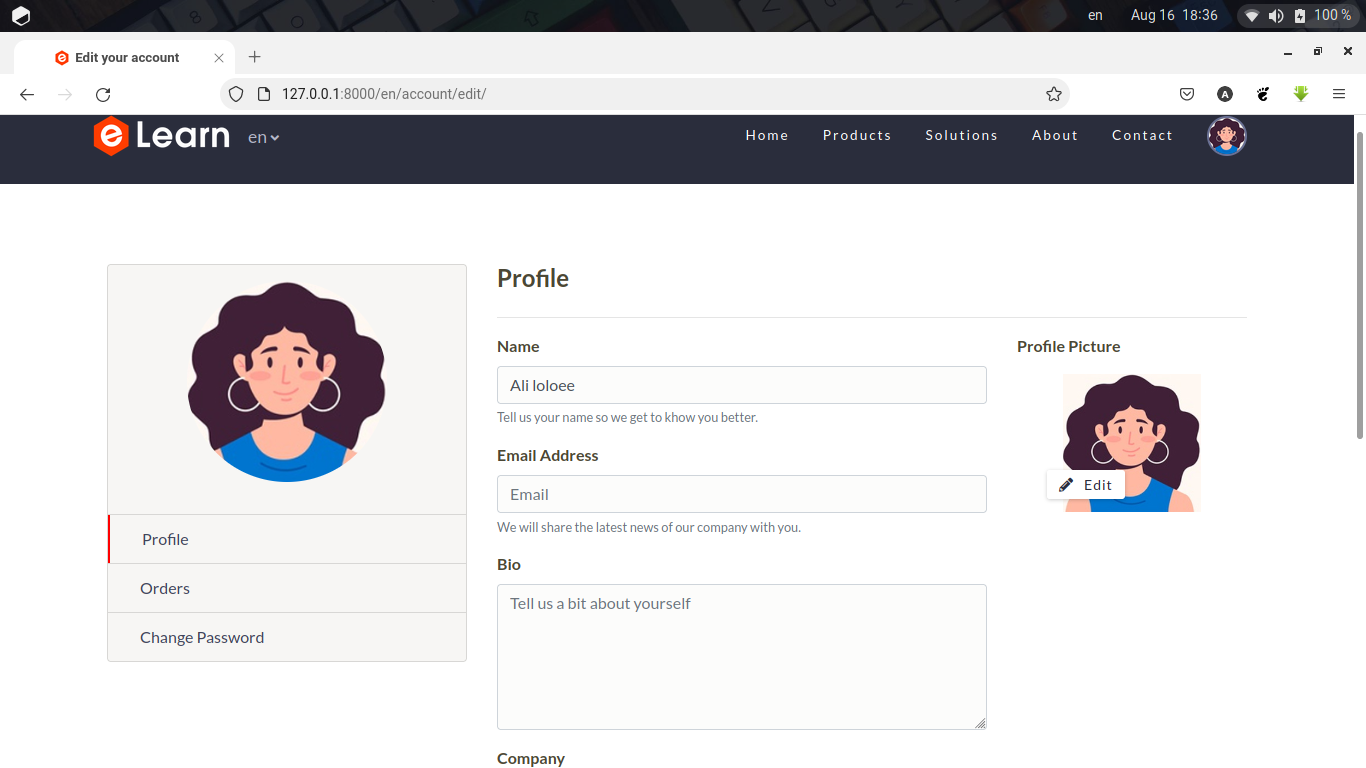 en Aug 16 18:36 100 %
Edit your account
127.0.0.1:8000/en/account/edit/
A
e Learn en Home Products Solutions About Contact
Profile
Name Profile Picture
Ali loloee
Tell us your name so we get to khow you better.
Email Address
Email
Edit
We will share the latest news of our company with you.
Profile
Bio
Orders
Tell us a bit about yourself
Change Password
Company